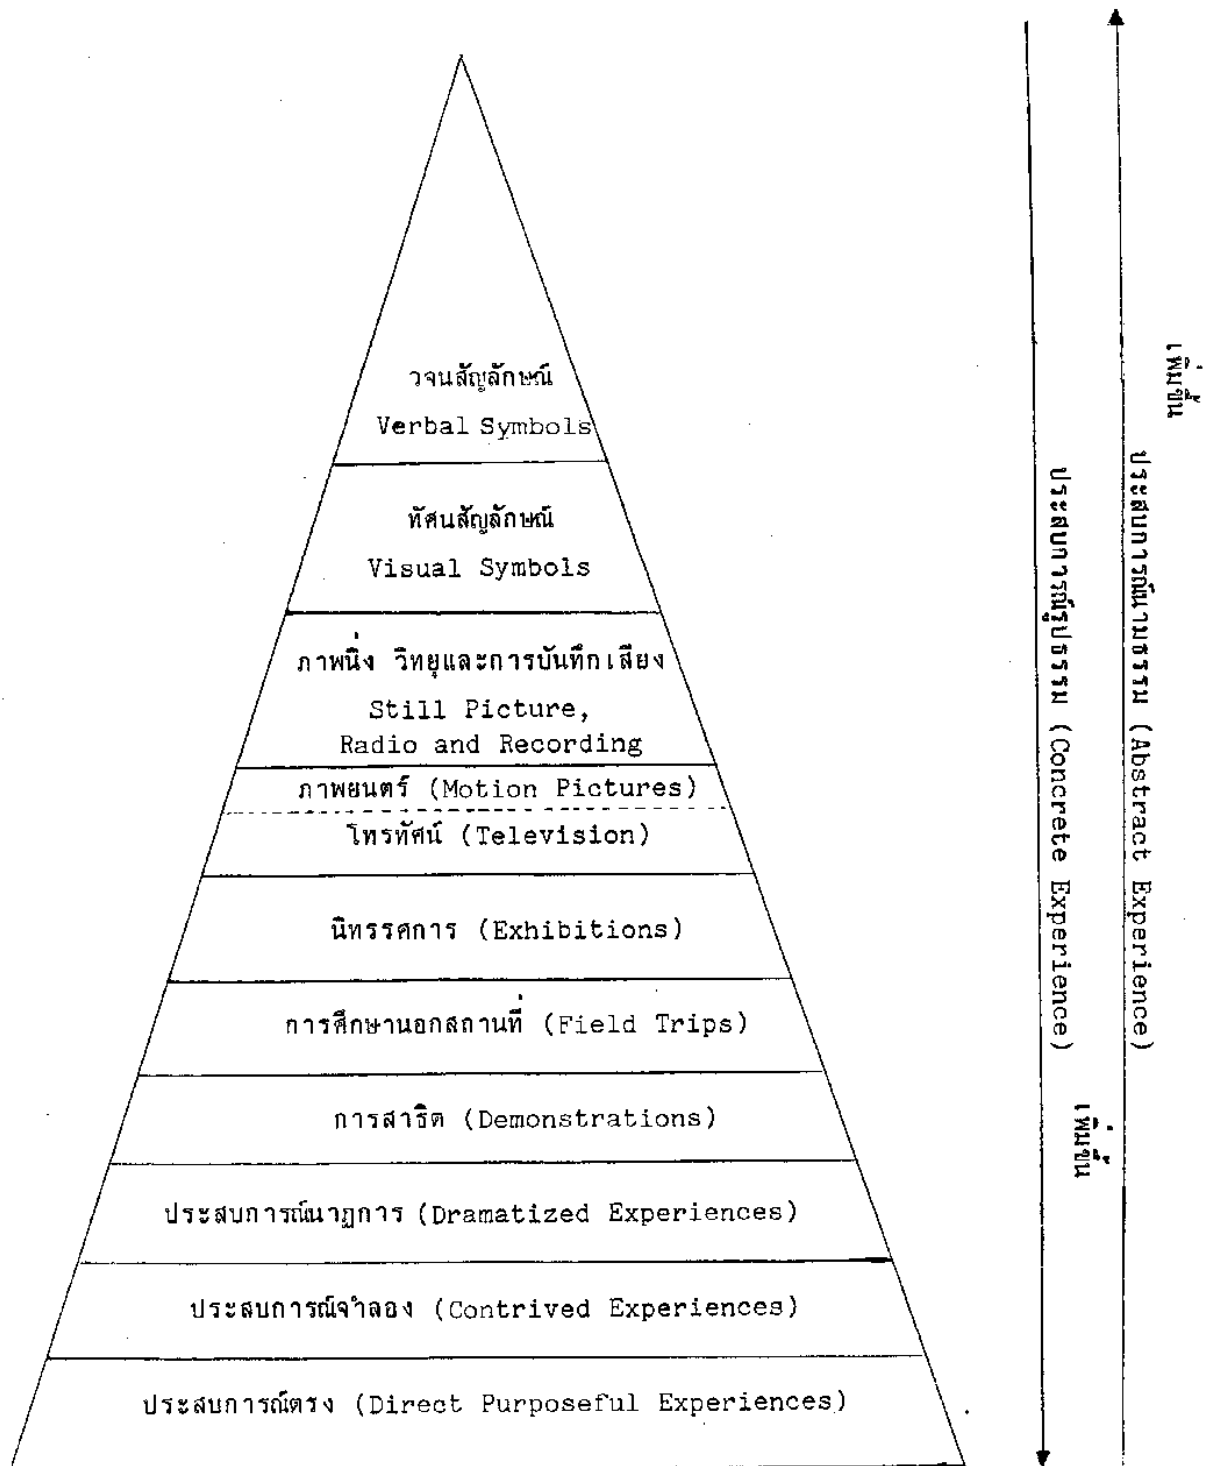 วจนสัญลักษณ์
Verbal Symbols
ทัศนสัญลักษณ์
Visual Symbols
ภาพนิ่ง วิทยุและการบันทึกเสียง
Still Picture,
Radio and Recording
ภาพยนตร์ (Motion Pictures)
โทรทัศน์ (Television)
นิทรรศการ (Exhibitions)
การศึกษานอกสถานที่ (Field Trips)
การสาธิต (Demonstrations)
ประสบการณ์นาฏการ (Dramatized Experiences)
ประสบการณ์จำลอง (Contrived Experiences)
ประสบการณ์ตรง (Direct Purposeful Experiences)
ประสบการณ์รูปธรรม (Concrete Experience)
เพิ่มขึ้น
ประสบการณ์นามธรรม (Abstract Experience)
เพิ่มขึ้น